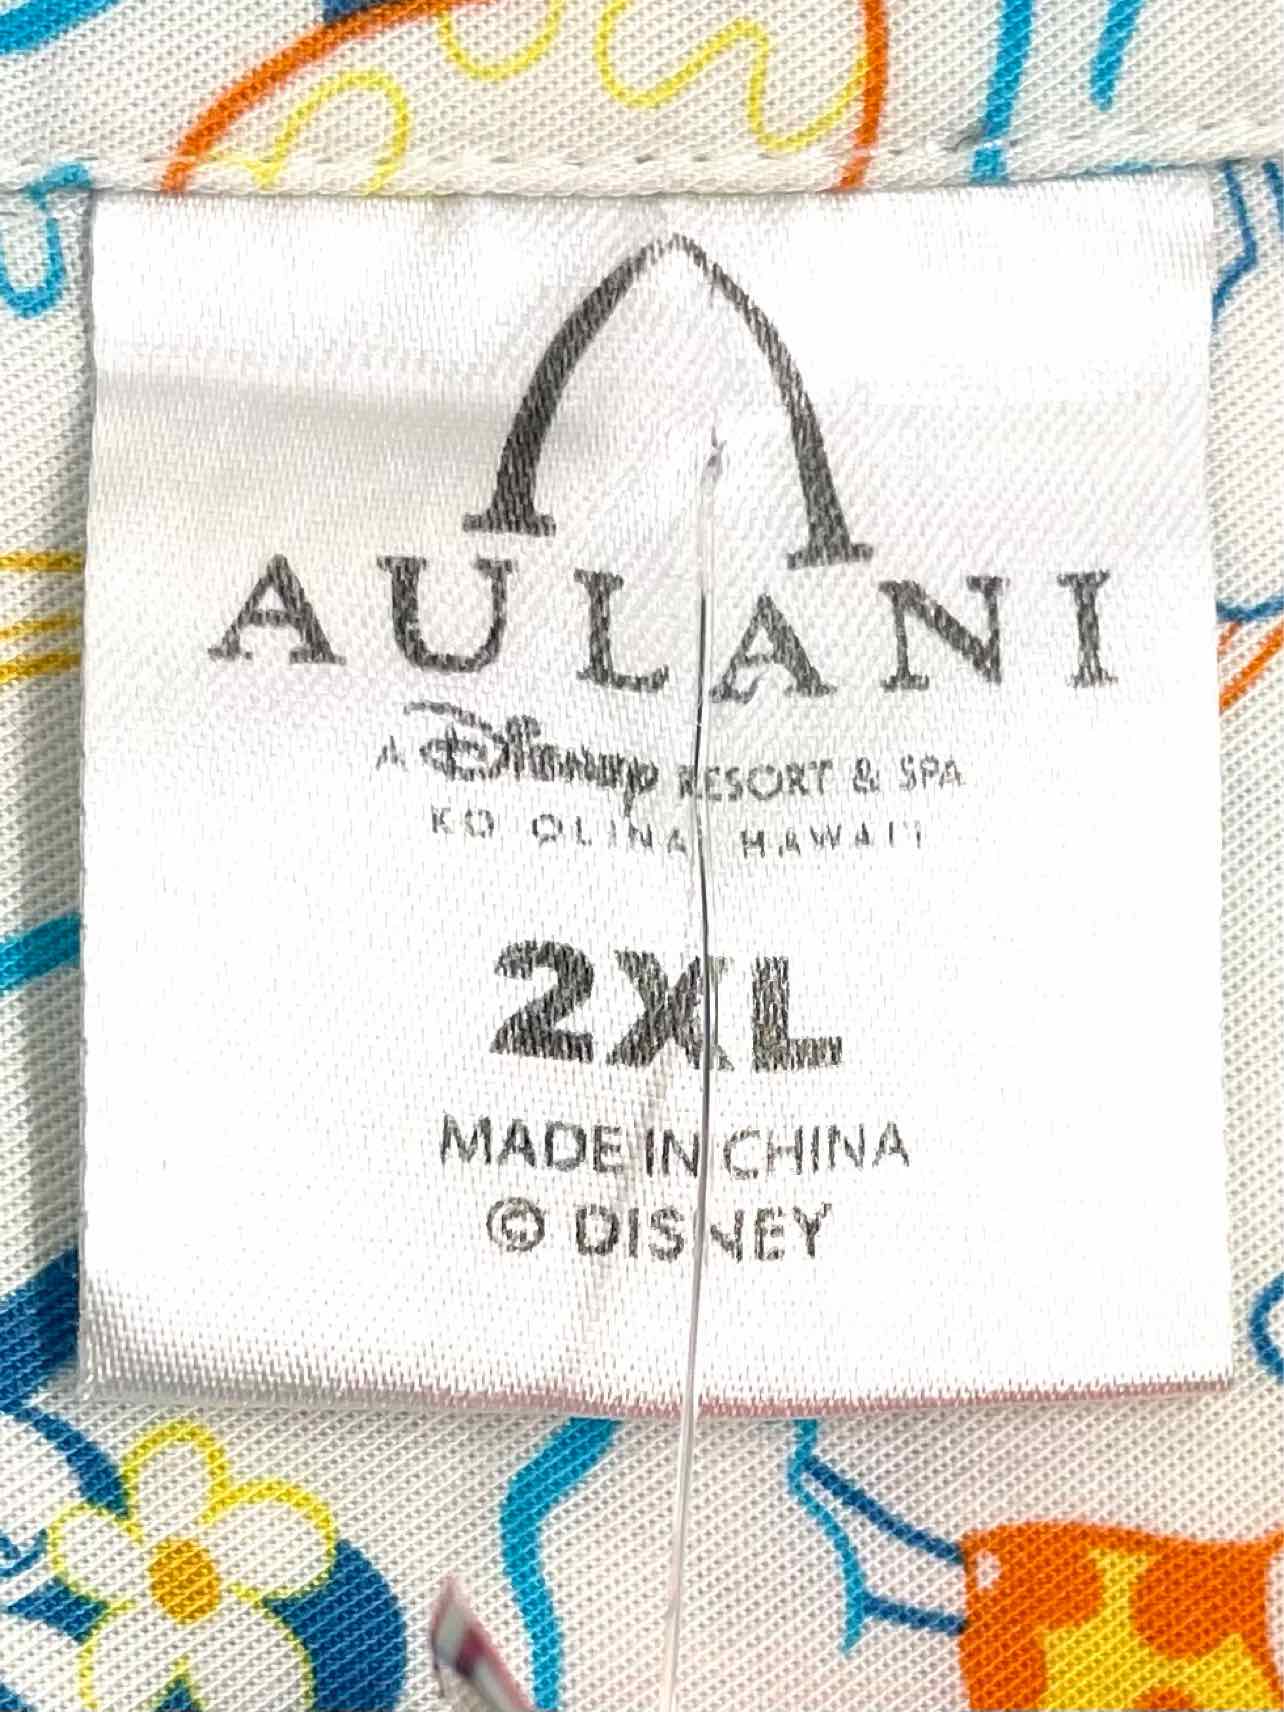 AULANI
A Disney RESORT & SPA
KO OLINA, HAWAI'I
2XL
MADE IN CHINA
© DISNEY